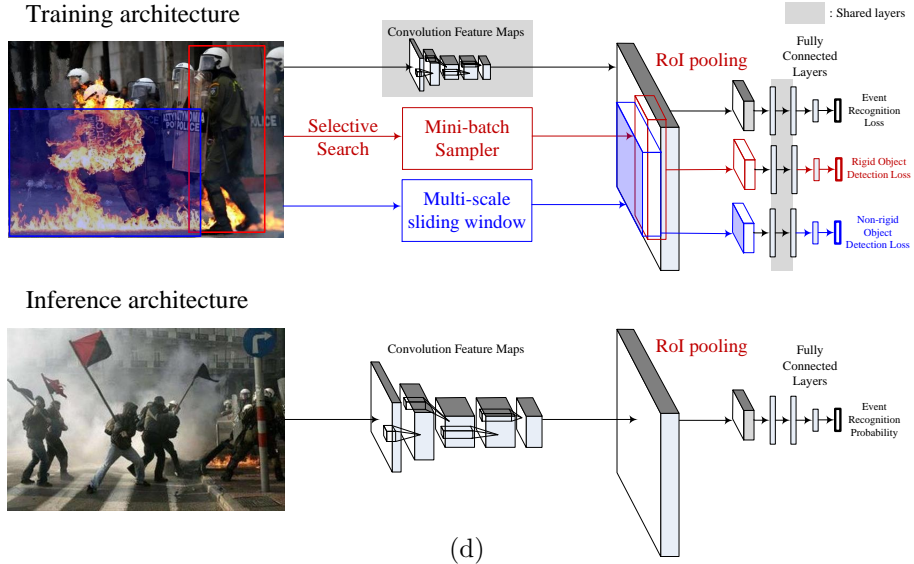 Training architecture
: Shared layers
Convolution Feature Maps
RoI pooling
Fully
Connected
Layers
Event
Recognition
Loss
Selective
Search
Mini-batch
Sampler
Rigid Object
Detection Loss
Multi-scale
sliding window
Non-rigid
Object
Detection Loss
POLICE
POLICE
Inference architecture
Convolution Feature Maps
RoI pooling
Fully
Connected
Layers
Event
Recognition
Probability
(d)